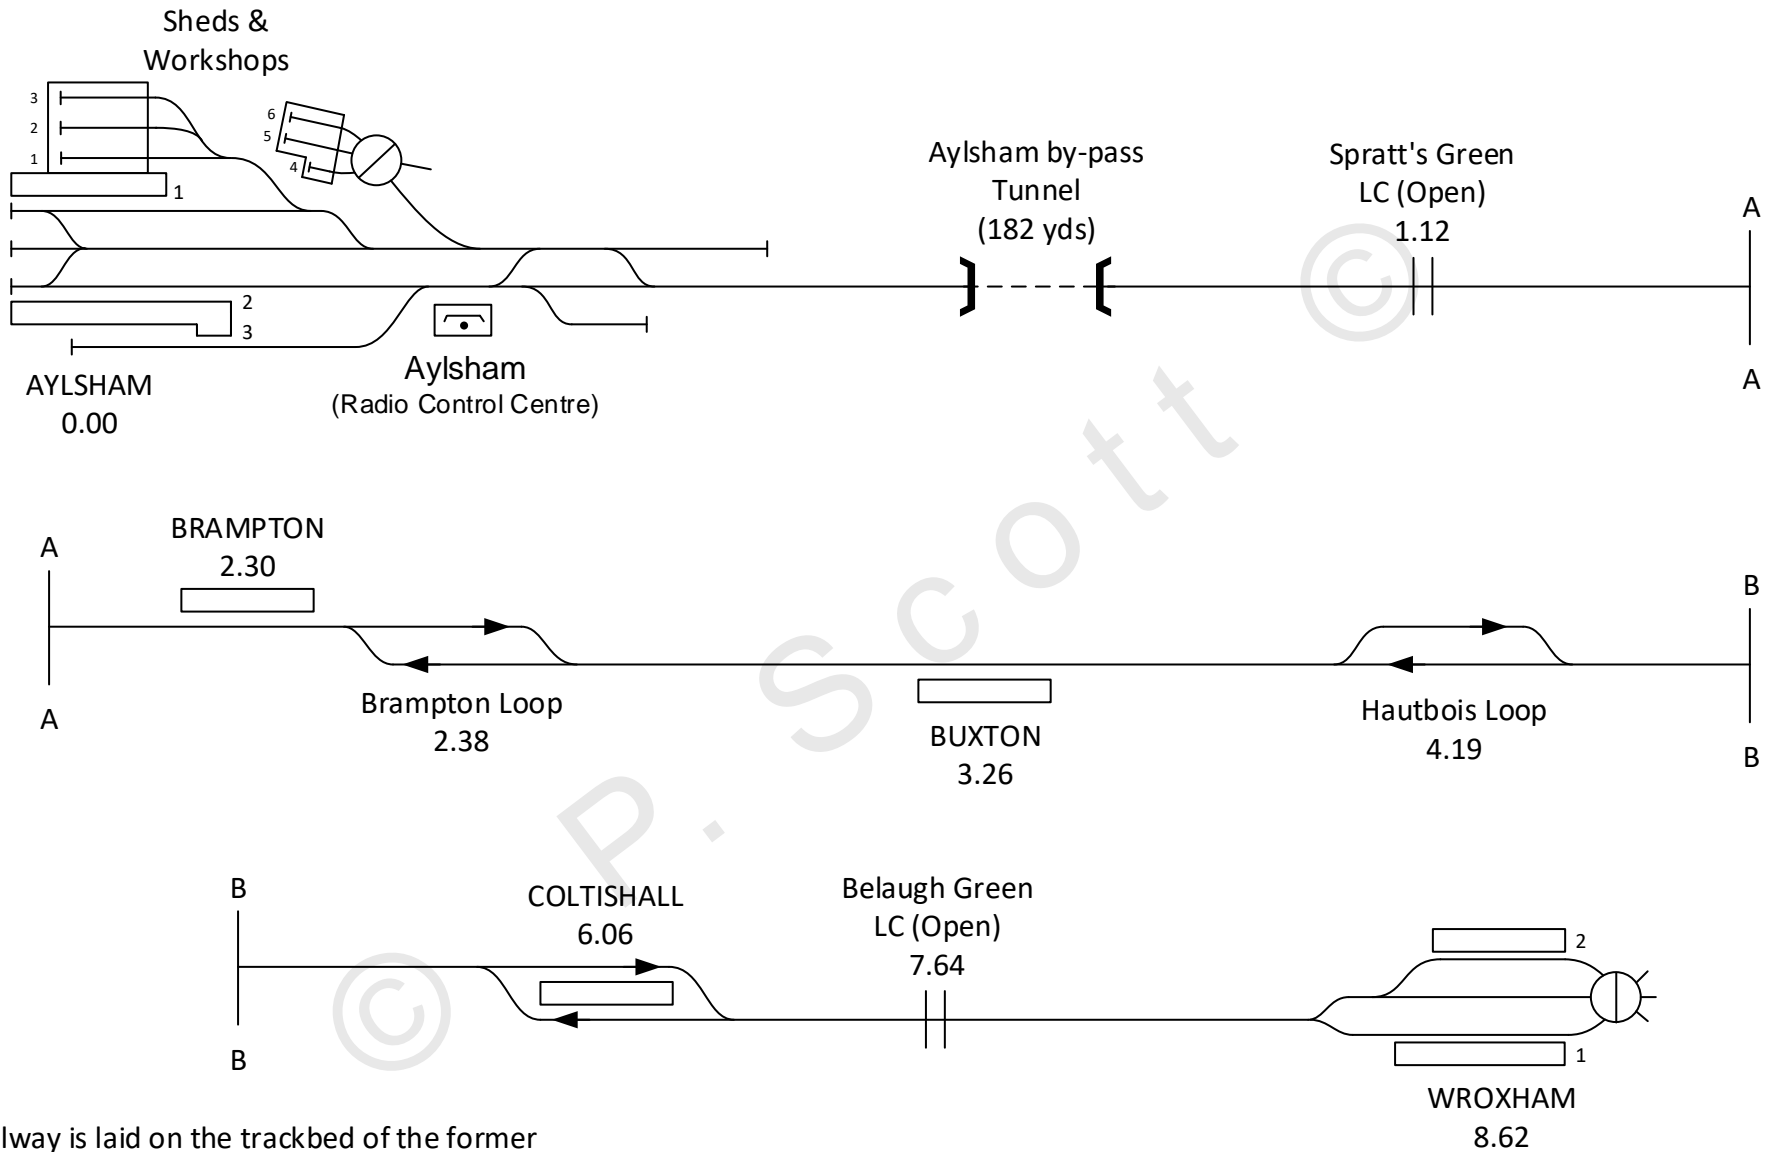 Sheds &
Workshops
3
2
1
6
5
4
1
2
3
AYLSHAM
0.00
Aylsham
(Radio Control Centre)
Aylsham by-pass
Tunnel
(182 yds)
Spratt's Green
LC (Open)
1.12
A
A
A
A
BRAMPTON
2.30
Brampton Loop
2.38
BUXTON
3.26
Hautbois Loop
4.19
B
B
B
B
COLTISHALL
6.06
Belaugh Green
LC (Open)
7.64
2
1
WROXHAM
8.62
lway is laid on the trackbed of the former
© P. Scott ©